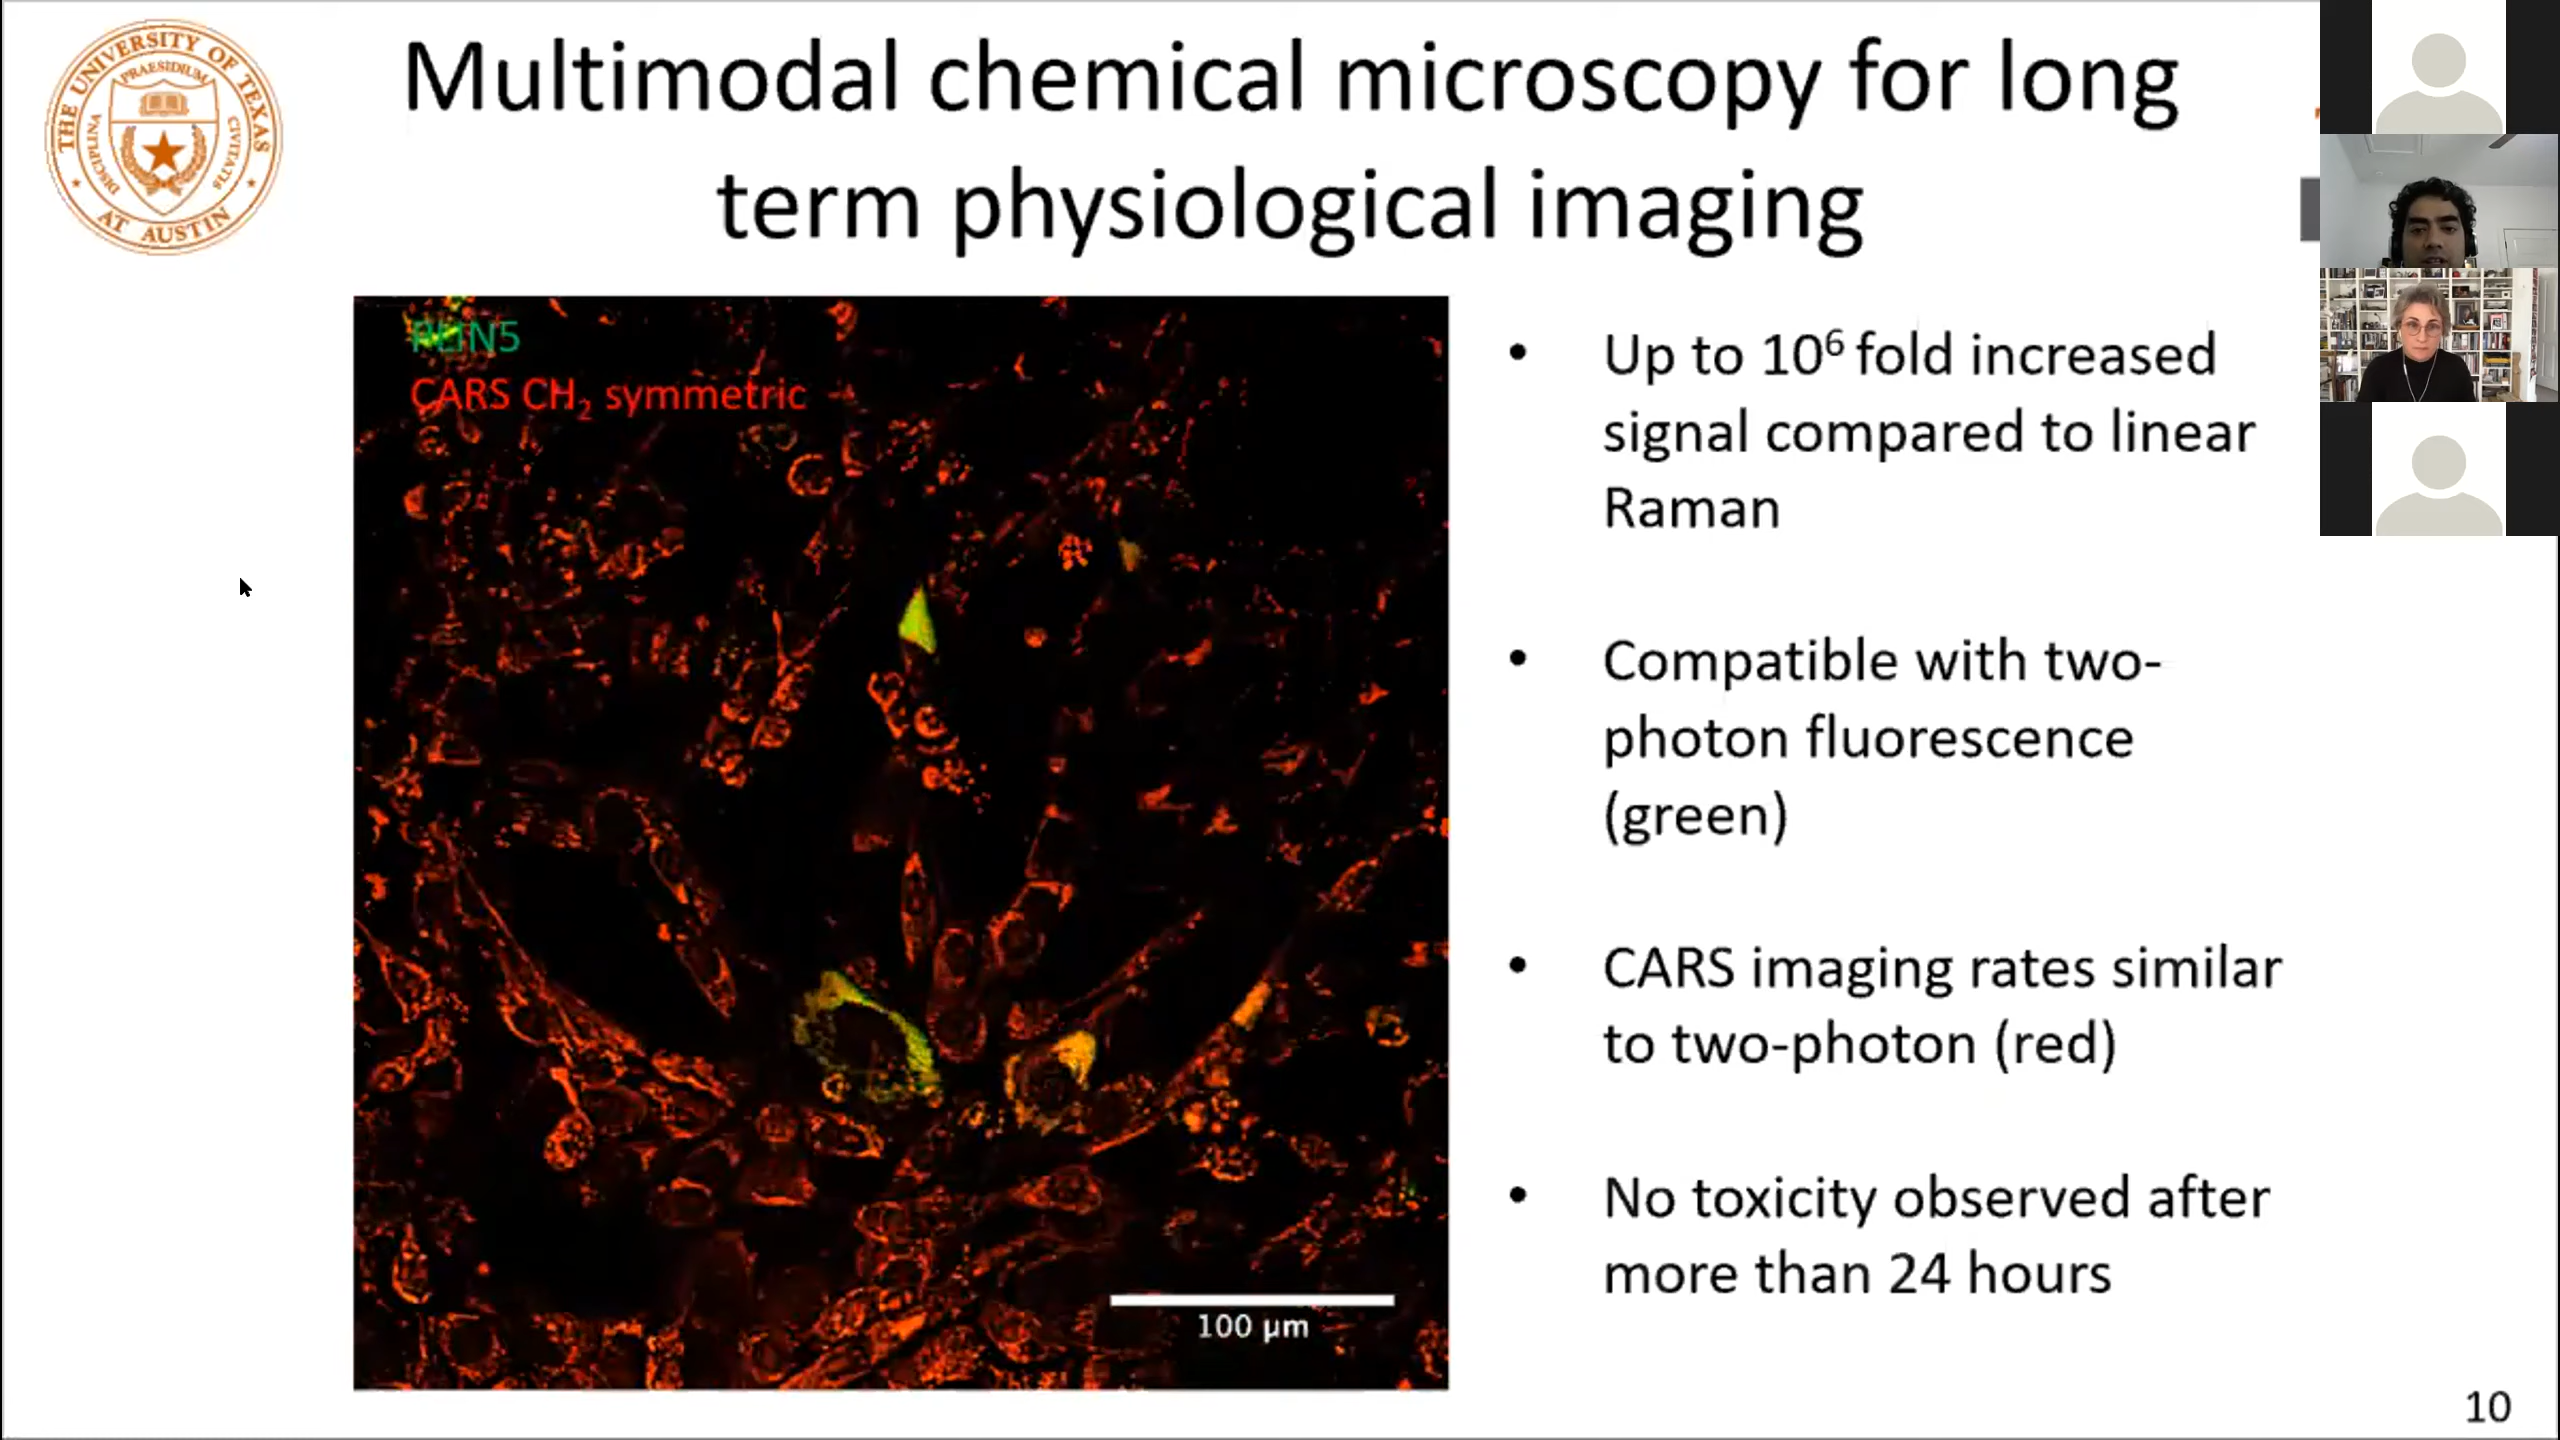 THE UNIVERSITY OF TEXAS
AT AUSTIN
PRAESIDIUM
DISCIPLINA
CIVITATIS
Multimodal chemical microscopy for long
term physiological imaging
PLIN5
CARS CH₂ symmetric
100 µm
• Up to 10⁶ fold increased
signal compared to linear
Raman
• Compatible with two-
photon fluorescence
(green)
• CARS imaging rates similar
to two-photon (red)
• No toxicity observed after
more than 24 hours
10